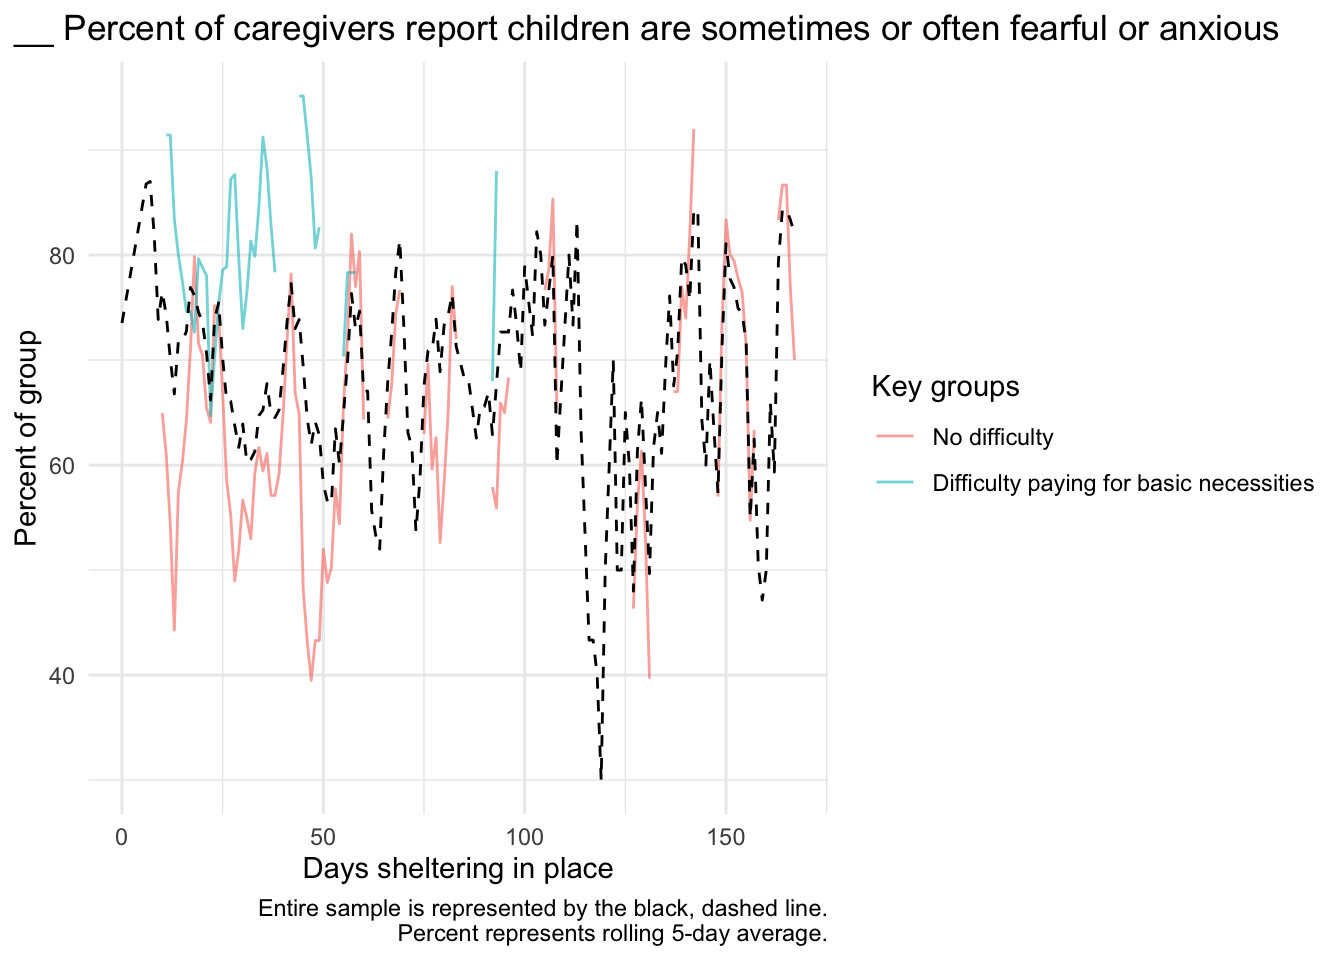 __ Percent of caregivers report children are sometimes or often fearful or anxious
Percent of group
80
60
40
0
50
100
150
Days sheltering in place
Key groups
No difficulty
Difficulty paying for basic necessities
Entire sample is represented by the black, dashed line.
Percent represents rolling 5-day average.